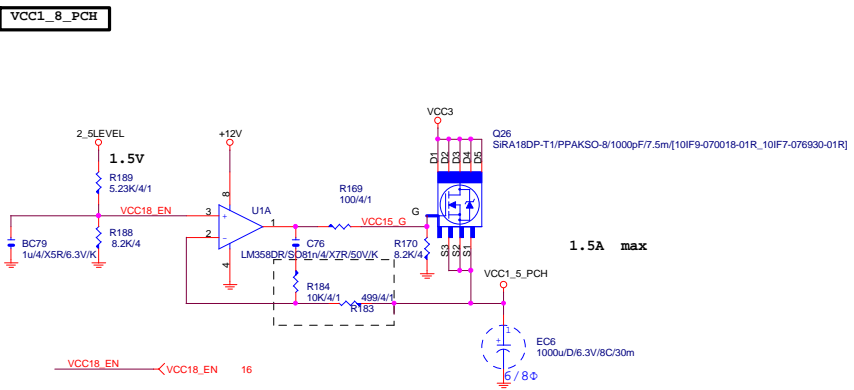 VCC1_8_PCH
VCC3
2_5LEVEL
+12V
Q26
SiRA18DP-T1/PPAKSO-8/1000pF/7.5m/[10IF9-070018-01R_10IF7-076930-01R]
1.5V
D1
D2
D3
D4
D5
R189
5.23K/4/1
R169
100/4/1
8
VCC18_EN
3
+
U1A
1
VCC15_G
G
2
-
R188
8.2K/4
BC79
1u/4/X5R/6.3V/K
4
C76
LM358DR/SO81n/4/X7R/50V/K
R170
8.2K/4
S3
S2
S1
1.5A max
VCC1_5_PCH
R184
10K/4/1
499/4/1
R183
1
+
EC6
1000u/D/6.3V/8C/30m
6/8Φ
VCC18_EN
VCC18_EN 16